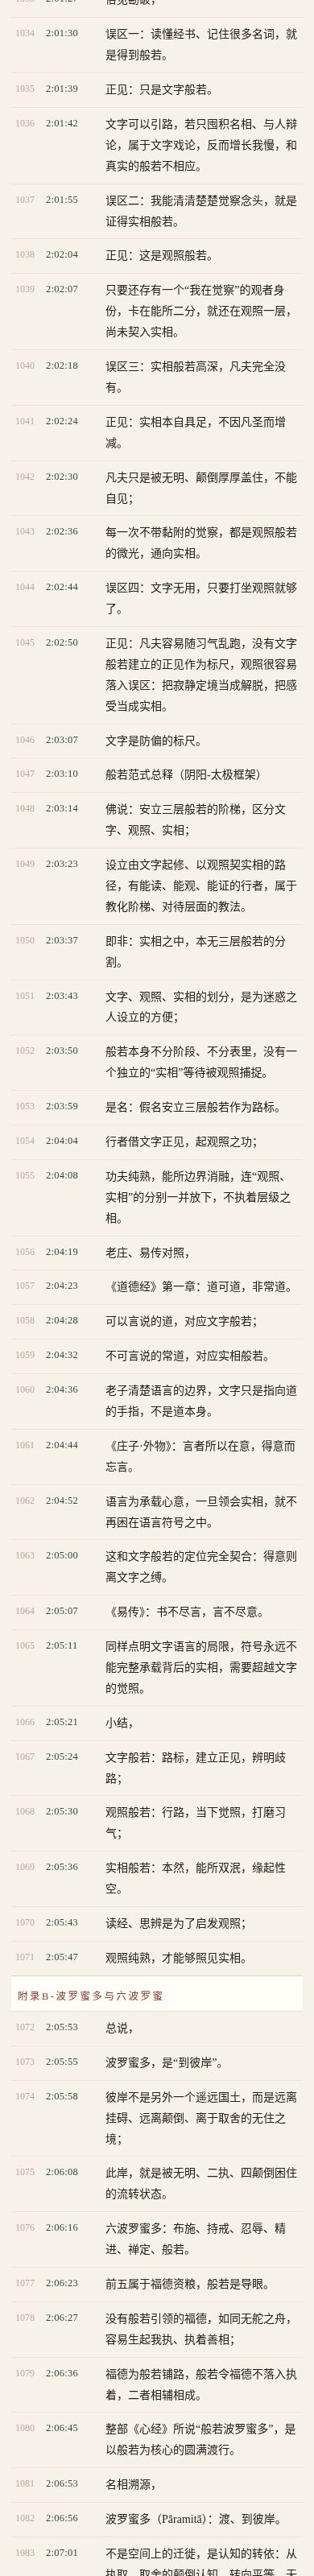 1034 2:01:30 误区一：读懂经书、记住很多名词，就
是得到般若。
1035 2:01:39 正见：只是文字般若。
1036 2:01:42 文字可以引路，若只囤积名相、与人辩
论，属于文字戏论，反而增长我慢，和
真实的般若不相应。
1037 2:01:55 误区二：我能清清楚楚觉察念头，就是
证得实相般若。
1038 2:02:04 正见：这是观照般若。
1039 2:02:07 只要还存有一个“我在觉察”的观者身
份，卡在能所二分，就还在观照一层，
尚未契入实相。
1040 2:02:18 误区三：实相般若高深，凡夫完全没
有。
1041 2:02:24 正见：实相本自具足，不因凡圣而增
减。
1042 2:02:30 凡夫只是被无明、颠倒厚厚盖住，不能
自见；
1043 2:02:36 每一次不带黏附的觉察，都是观照般若
的微光，通向实相。
1044 2:02:44 误区四：文字无用，只要打坐观照就够
了。
1045 2:02:50 正见：凡夫容易随习气乱跑，没有文字
般若建立的正见作为标尺，观照很容易
落入误区：把寂静定境当成解脱，把感
受当成实相。
1046 2:03:07 文字是防偏的标尺。
1047 2:03:10 般若范式总释（阴阳-太极框架）
1048 2:03:14 佛说：安立三层般若的阶梯，区分文
字、观照、实相；
1049 2:03:23 设立由文字起修、以观照契实相的路
径，有能读、能观、能证的行者，属于
教化阶梯、对待层面的教法。
1050 2:03:37 即非：实相之中，本无三层般若的分
割。
1051 2:03:43 文字、观照、实相的划分，是为迷惑之
人设立的方便；
1052 2:03:50 般若本身不分阶段、不分表里，没有一
个独立的“实相”等待被观照捕捉。
1053 2:03:59 是名：假名安立三层般若作为路标。
1054 2:04:04 行者借文字正见，起观照之功；
1055 2:04:08 功夫纯熟，能所边界消融，连“观照、
实相”的分别一并放下，不执着层级之
相。
1056 2:04:19 老庄、易传对照，
1057 2:04:23 《道德经》第一章：道可道，非常道。
1058 2:04:28 可以言说的道，对应文字般若；
1059 2:04:32 不可言说的常道，对应实相般若。
1060 2:04:36 老子清楚语言的边界，文字只是指向道
的手指，不是道本身。
1061 2:04:44 《庄子·外物》：言者所以在意，得意而
忘言。
1062 2:04:52 语言为承载心意，一旦领会实相，就不
再困在语言符号之中。
1063 2:05:00 这和文字般若的定位完全契合：得意则
离文字之缚。
1064 2:05:07 《易传》：书不尽言，言不尽意。
1065 2:05:11 同样点明文字语言的局限，符号永远不
能完整承载背后的实相，需要超越文字
的觉照。
1066 2:05:21 小结，
1067 2:05:24 文字般若：路标，建立正见，辨明歧
路；
1068 2:05:30 观照般若：行路，当下觉照，打磨习
气；
1069 2:05:36 实相般若：本然，能所双泯，缘起性
空。
1070 2:05:43 读经、思辨是为了启发观照；
1071 2:05:47 观照纯熟，才能够照见实相。
附录B-波罗蜜多与六波罗蜜
1072 2:05:53 总说，
1073 2:05:55 波罗蜜多，是“到彼岸”。
1074 2:05:58 彼岸不是另外一个遥远国土，而是远离
挂碍、远离颠倒、离于取舍的无住之
境；
1075 2:06:08 此岸，就是被无明、二执、四颠倒困住
的流转状态。
1076 2:06:16 六波罗蜜多：布施、持戒、忍辱、精
进、禅定、般若。
1077 2:06:23 前五属于福德资粮，般若是导眼。
1078 2:06:27 没有般若引领的福德，如同无舵之舟，
容易生起我执、执着善相；
1079 2:06:36 福德为般若铺路，般若令福德不落入执
着，二者相辅相成。
1080 2:06:45 整部《心经》所说“般若波罗蜜多”，是
以般若为核心的圆满渡行。
1081 2:06:53 名相溯源，
1082 2:06:56 波罗蜜多（Pāramitā）：渡、到彼岸。
1083 2:07:01 不是空间上的迁徙，是认知的转依：从